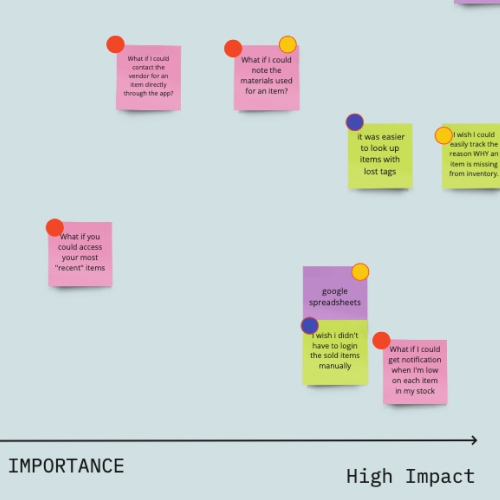 What if I could
contact the
vendor for an
item directly
through the app?
What if I could
note the
materials used
for an item?
it was easier
to look up
items with
lost tags
I wish I could
easily track the
reason WHY an
item is missing
from inventory.
What if you
could access
your most
"recent" items
google
spreadsheets
I wish i didn't
have to login
the sold items
manually
What if I could
get notification
when I'm low
on each item
in my stock
IMPORTANCE
High Impact